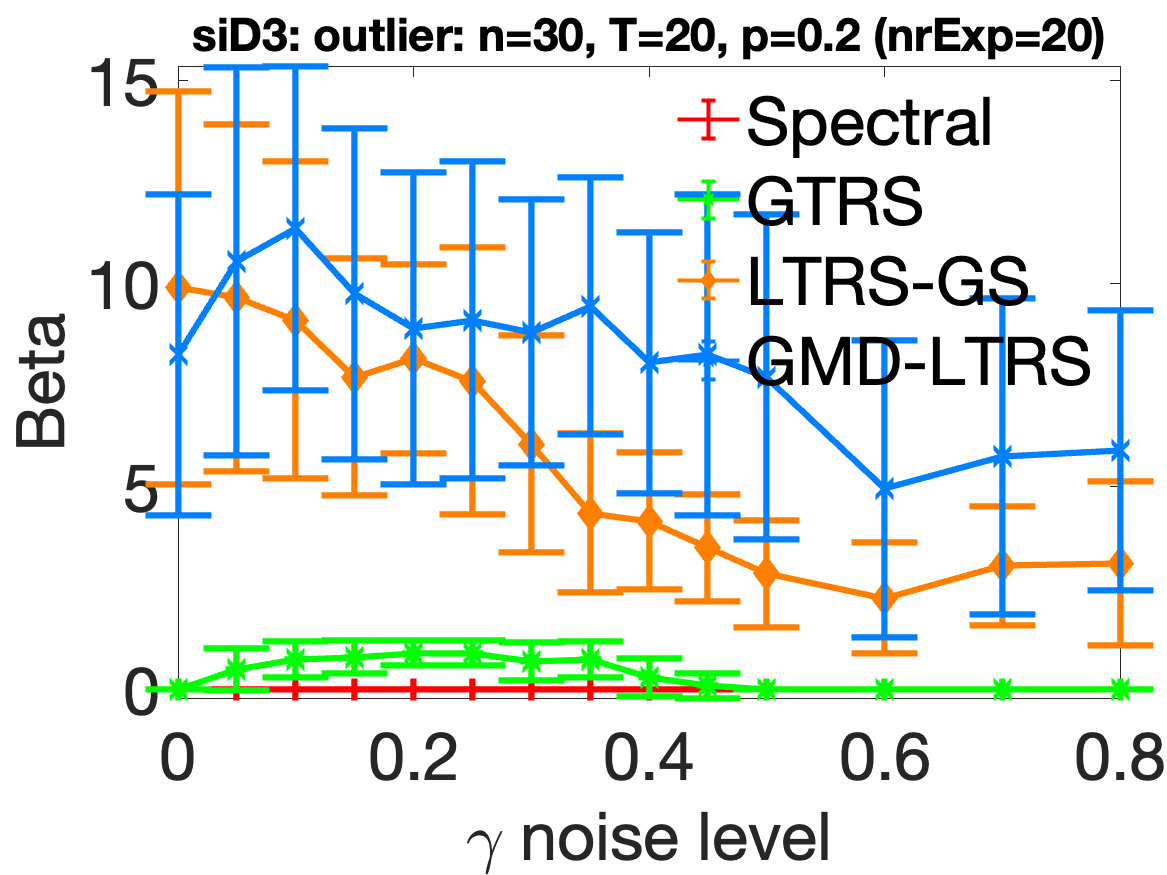 siD3: outlier: n=30, T=20, p=0.2 (nrExp=20)
15
10
5
0
Beta
Spectral
GTRS
LTRS-GS
GMD-LTRS
0 0.2 0.4 0.6 0.8
γ noise level